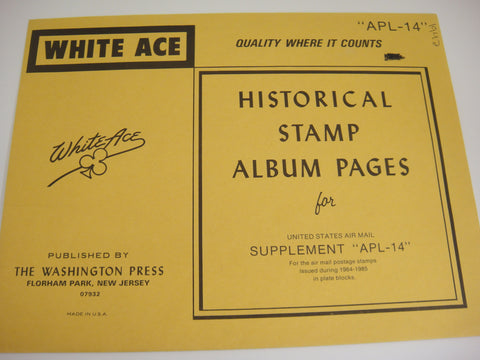 "APL-14"
WHITE ACE
QUALITY WHERE IT COUNTS
HISTORICAL
STAMP
ALBUM PAGES
for
UNITED STATES AIR MAIL
SUPPLEMENT "APL-14"
For the air mail postage stamps
Issued during 1984-1985
in plate blocks.
White Ace
PUBLISHED BY
THE WASHINGTON PRESS
FLORHAM PARK, NEW JERSEY
07932
MADE IN U.S.A.